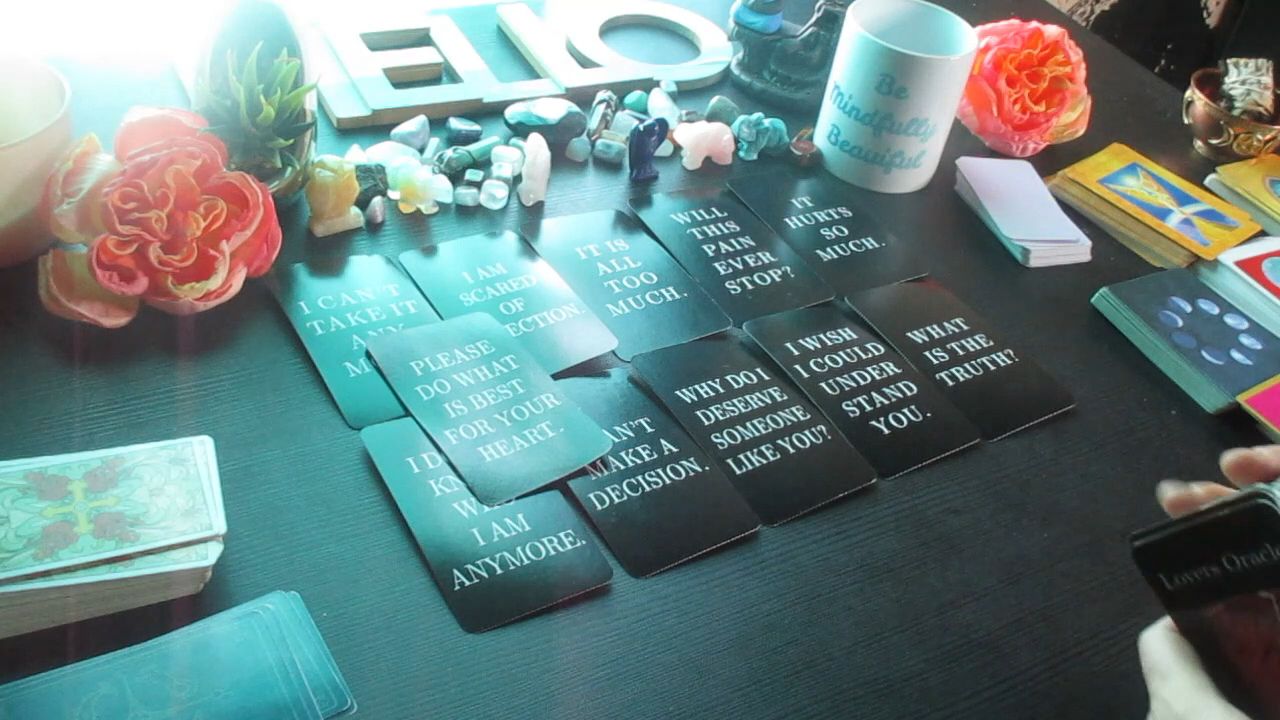 ELLO
Be
Mindfully
Beautiful
I CAN'T
TAKE IT
I AM
SCARED
OF
IT IS
ALL
TOO
MUCH.
WILL
THIS
PAIN
EVER
STOP?
IT
HURTS
SO
MUCH.
PLEASE
DO WHAT
IS BEST
FOR YOUR
HEART.
I AM
ANYMORE.
MAKE A
DECISION.
WHY DO I
DESERVE
SOMEONE
LIKE YOU?
I WISH
I COULD
UNDER
STAND
YOU.
WHAT
IS THE
TRUTH?
Lovers Oracle